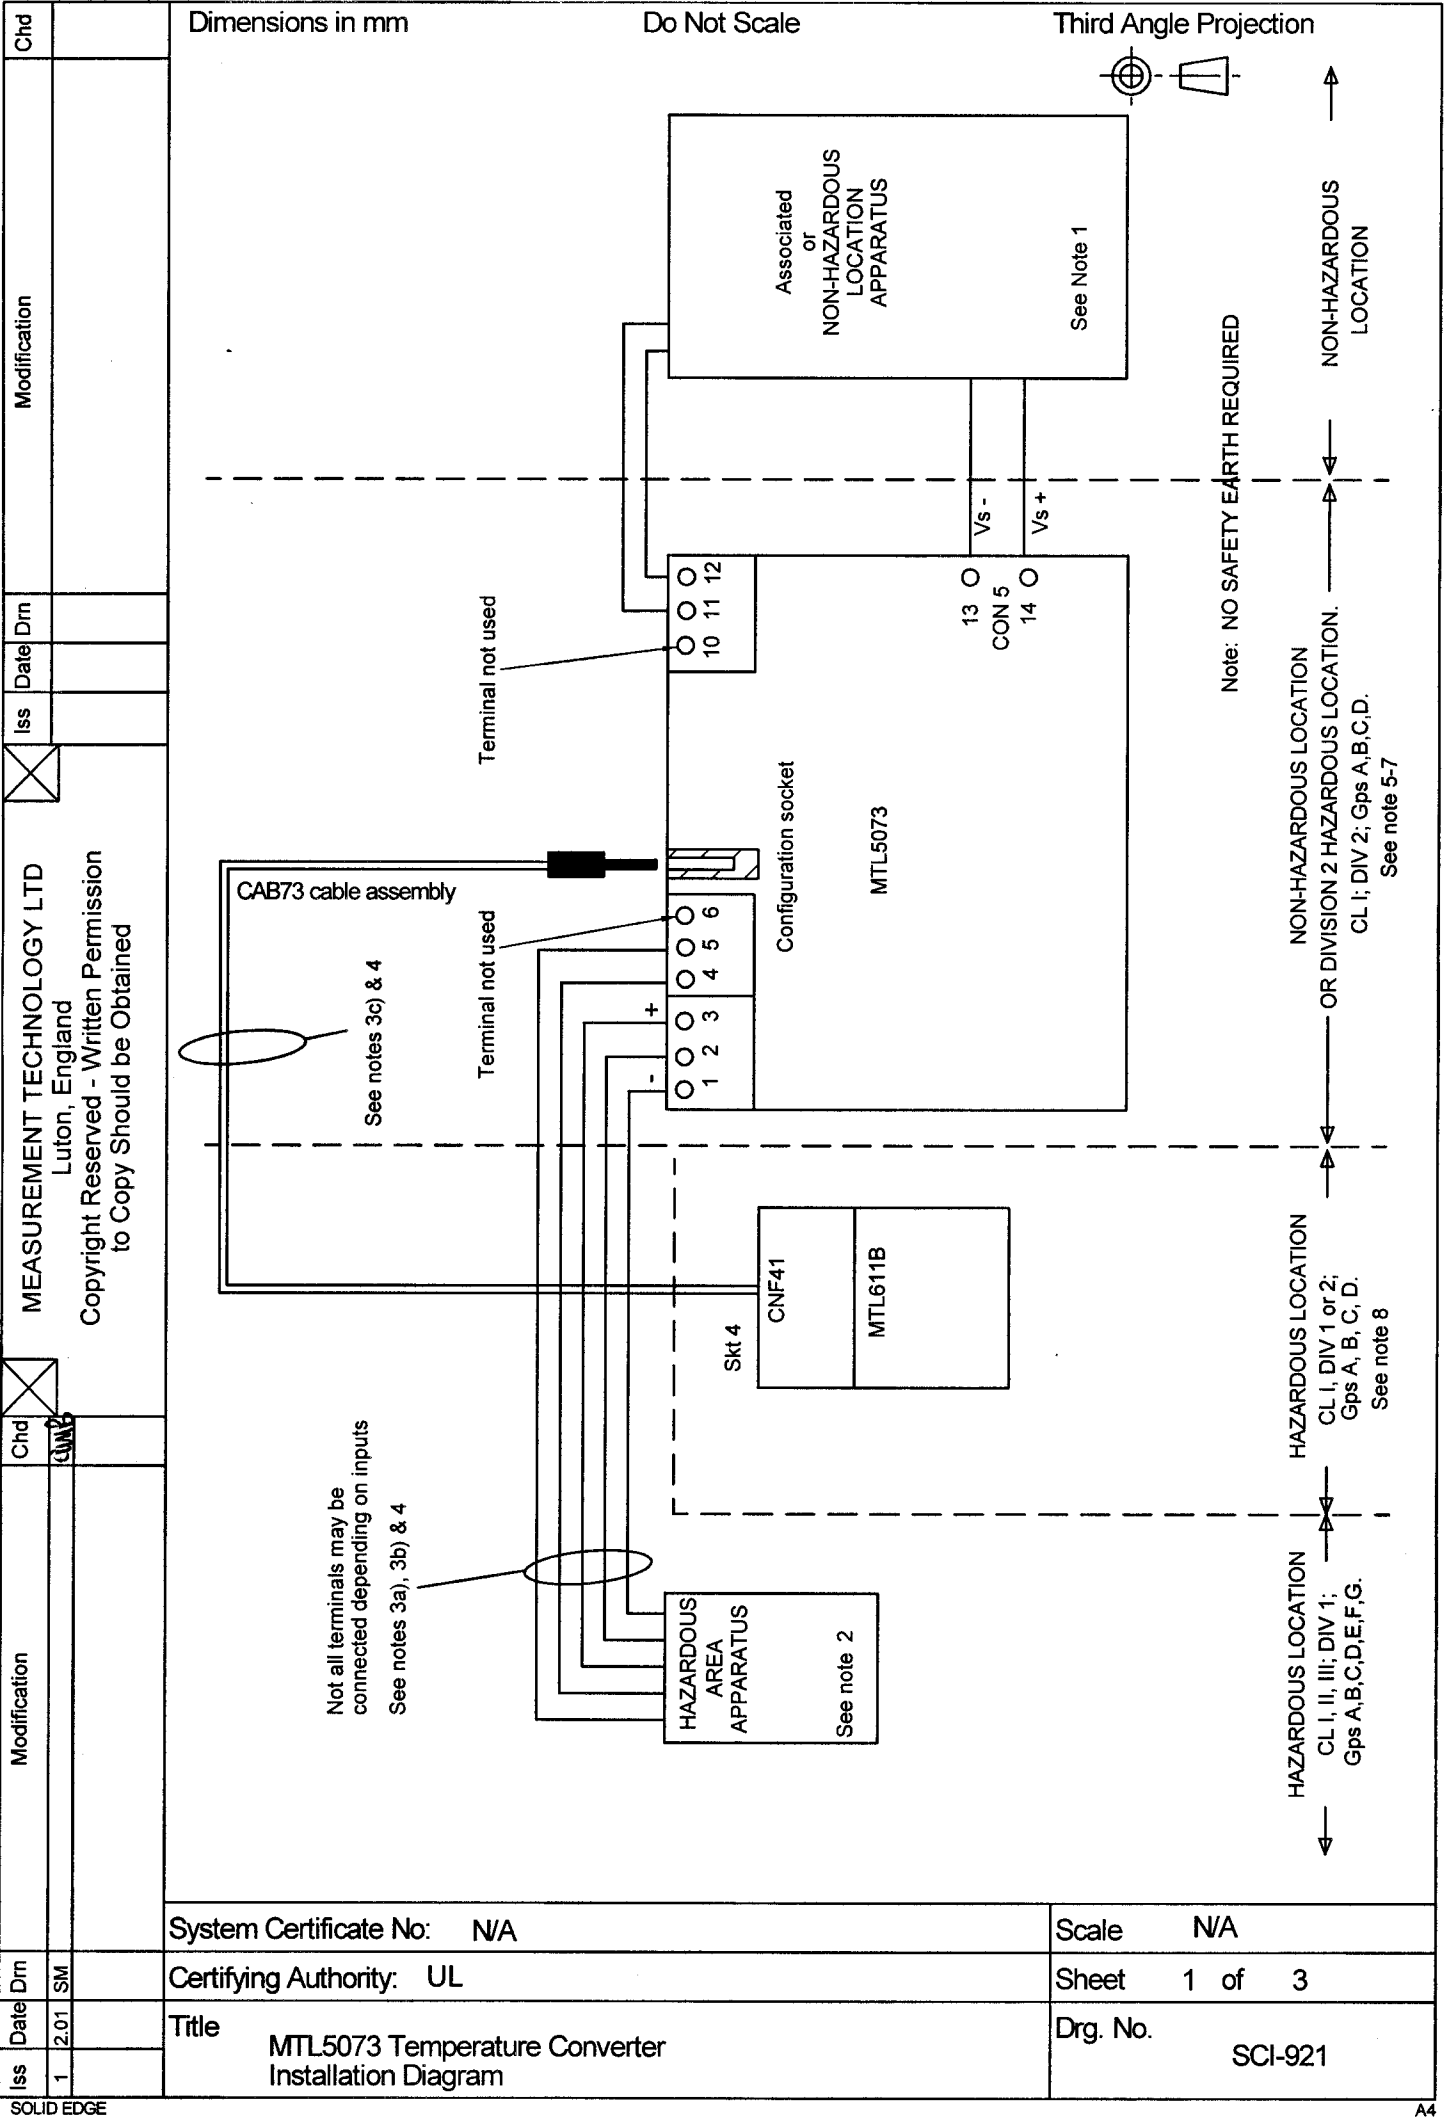 Dimensions in mm
Do Not Scale
Third Angle Projection
Chd
Modification
Iss
Date
Drn
MEASUREMENT TECHNOLOGY LTD
Luton, England
Copyright Reserved - Written Permission
to Copy Should be Obtained
Chd
Modification
Iss
Date
Drn
1
2.01
SM
Associated
or
NON-HAZARDOUS
LOCATION
APPARATUS
See Note 1
NON-HAZARDOUS
LOCATION
Note: NO SAFETY EARTH REQUIRED
Vs -
Vs +
Terminal not used
10
11
12
13
CON 5
14
CAB73 cable assembly
Configuration socket
MTL5073
NON-HAZARDOUS LOCATION
OR DIVISION 2 HAZARDOUS LOCATION.
CL I; DIV 2; Gps A,B,C,D.
See note 5-7
Terminal not used
See notes 3c) & 4
1
2
3
4
5
6
-
+
Skt 4
CNF41
MTL611B
HAZARDOUS LOCATION
CL I, DIV 1 or 2;
Gps A, B, C, D.
See note 8
Not all terminals may be
connected depending on inputs
See notes 3a), 3b) & 4
HAZARDOUS
AREA
APPARATUS
See note 2
HAZARDOUS LOCATION
CL I, II, III; DIV 1;
Gps A,B,C,D,E,F,G.
System Certificate No: N/A
Scale N/A
Certifying Authority: UL
Sheet 1 of 3
Title
MTL5073 Temperature Converter
Installation Diagram
Drg. No.
SCI-921
SOLID EDGE
A4